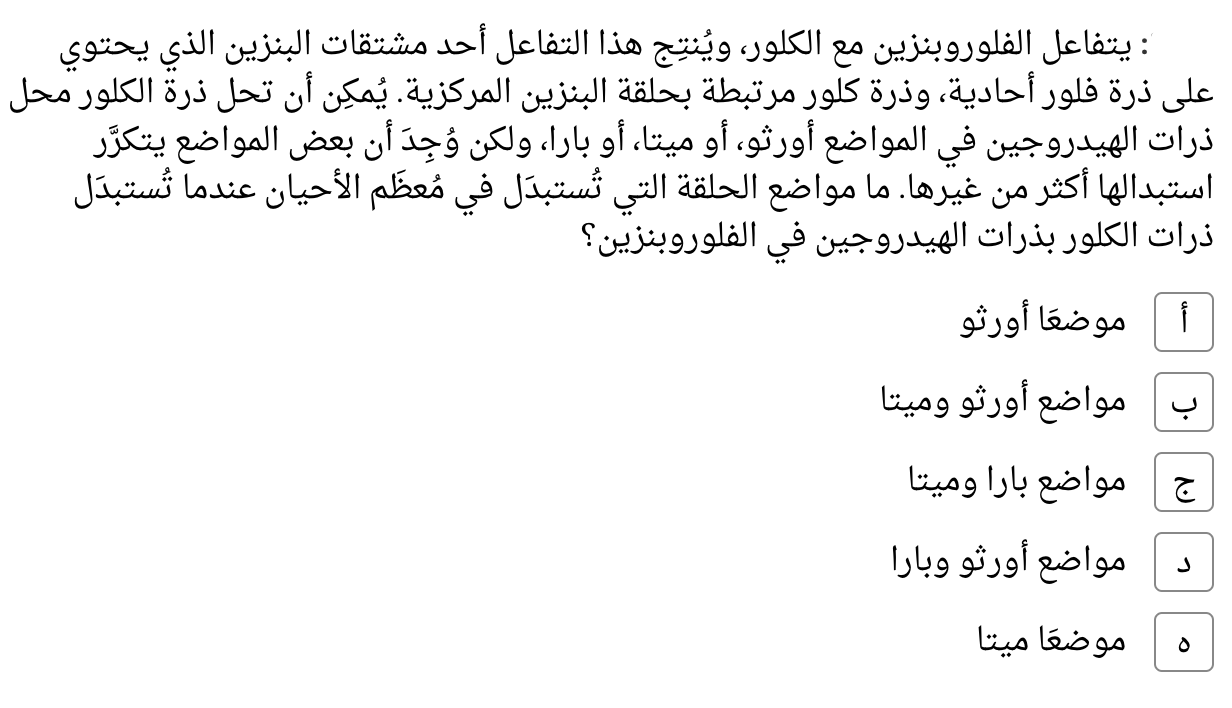 : يتفاعل الفلوروبنزين مع الكلور، ويُنتِج هذا التفاعل أحد مشتقات البنزين الذي يحتوي
على ذرة فلور أحادية، وذرة كلور مرتبطة بحلقة البنزين المركزية. يُمكِن أن تحل ذرة الكلور محل
ذرات الهيدروجين في المواضع أورثو، أو ميتا، أو بارا، ولكن وُجِدَ أن بعض المواضع يتكرَّر
استبدالها أكثر من غيرها. ما مواضع الحلقة التي تُستبدَل في مُعظَم الأحيان عندما تُستبدَل
ذرات الكلور بذرات الهيدروجين في الفلوروبنزين؟
أ موضعَا أورثو
ب مواضع أورثو وميتا
ج مواضع بارا وميتا
د مواضع أورثو وبارا
ه موضعَا ميتا